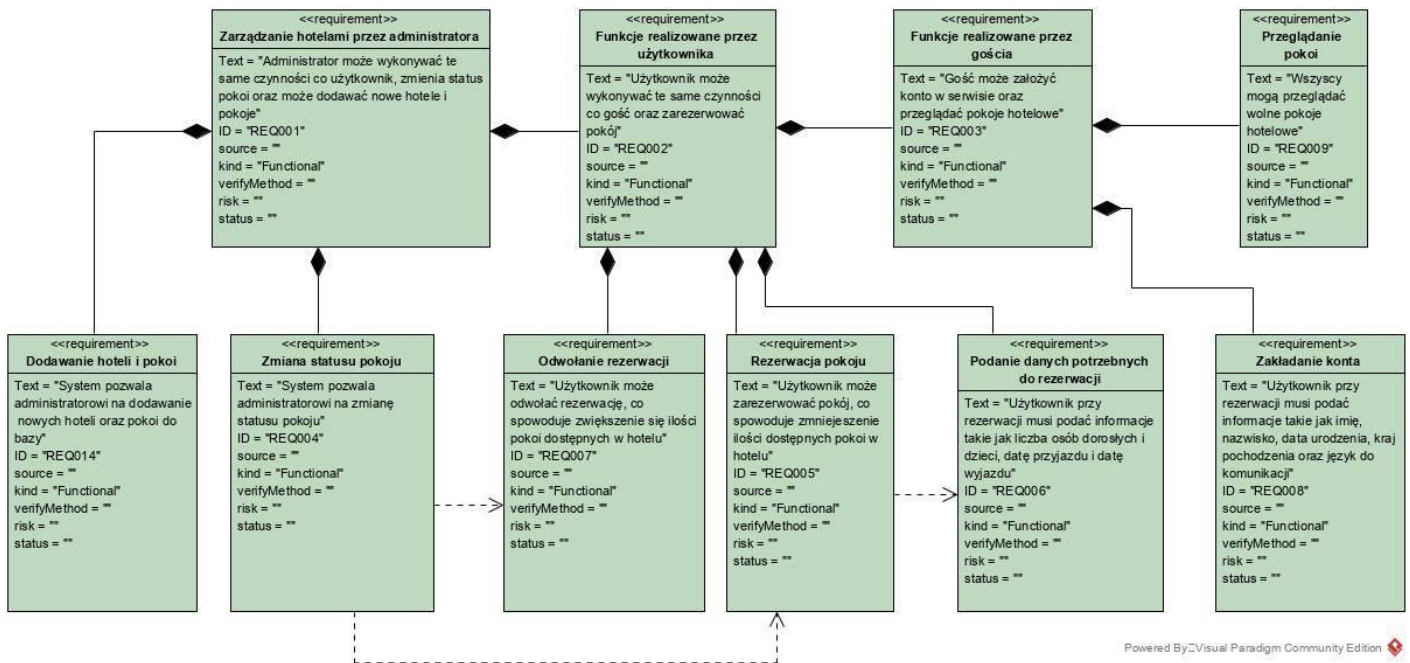 <<requirement>>
Zarządzanie hotelami przez administratora
Text = "Administrator może wykonywać te
same czynności co użytkownik, zmienia status
pokoi oraz może dodawać nowe hotele i
pokoje"
ID = "REQ001"
source = ""
kind = "Functional"
verifyMethod = ""
risk = ""
status = ""
<<requirement>>
Funkcje realizowane przez
użytkownika
Text = "Użytkownik może
wykonywać te same czynności
co gość oraz zarezerwować
pokój"
ID = "REQ002"
source = ""
kind = "Functional"
verifyMethod = ""
risk = ""
status = ""
<<requirement>>
Funkcje realizowane przez
gościa
Text = "Gość może założyć
konto w serwisie oraz
przeglądać pokoje hotelowe"
ID = "REQ003"
source = ""
kind = "Functional"
verifyMethod = ""
risk = ""
status = ""
<<requirement>>
Przeglądanie
pokoi
Text = "Wszyscy
mogą przeglądać
wolne pokoje
hotelowe"
ID = "REQ009"
source = ""
kind = "Functional"
verifyMethod = ""
risk = ""
status = ""
<<requirement>>
Dodawanie hoteli i pokoi
Text = "System pozwala
administratorowi na dodawanie
nowych hoteli oraz pokoi do
bazy"
ID = "REQ014"
source = ""
kind = "Functional"
verifyMethod = ""
risk = ""
status = ""
<<requirement>>
Zmiana statusu pokoju
Text = "System pozwala
administratorowi na zmianę
statusu pokoju"
ID = "REQ004"
source = ""
kind = "Functional"
verifyMethod = ""
risk = ""
status = ""
<<requirement>>
Odwołanie rezerwacji
Text = "Użytkownik może
odwołać rezerwację, co
spowoduje zwiększenie się ilości
pokoi dostępnych w hotelu"
ID = "REQ007"
source = ""
kind = "Functional"
verifyMethod = ""
risk = ""
status = ""
<<requirement>>
Rezerwacja pokoju
Text = "Użytkownik może
zarezerwować pokój, co
spowoduje zmniejeszenie
ilości dostępnych pokoi w
hotelu"
ID = "REQ005"
source = ""
kind = "Functional"
verifyMethod = ""
risk = ""
status = ""
<<requirement>>
Podanie danych potrzebnych
do rezerwacji
Text = "Użytkownik przy
rezerwacji musi podać informacje
takie jak liczba osób dorosłych i
dzieci, datę przyjazdu i datę
wyjazdu"
ID = "REQ006"
source = ""
kind = "Functional"
verifyMethod = ""
risk = ""
status = ""
<<requirement>>
Zakładanie konta
Text = "Użytkownik przy
rezerwacji musi podać
informacje takie jak imię,
nazwisko, data urodzenia, kraj
pochodzenia oraz język do
komunikacji"
ID = "REQ008"
source = ""
kind = "Functional"
verifyMethod = ""
risk = ""
status = ""
Powered By Visual Paradigm Community Edition